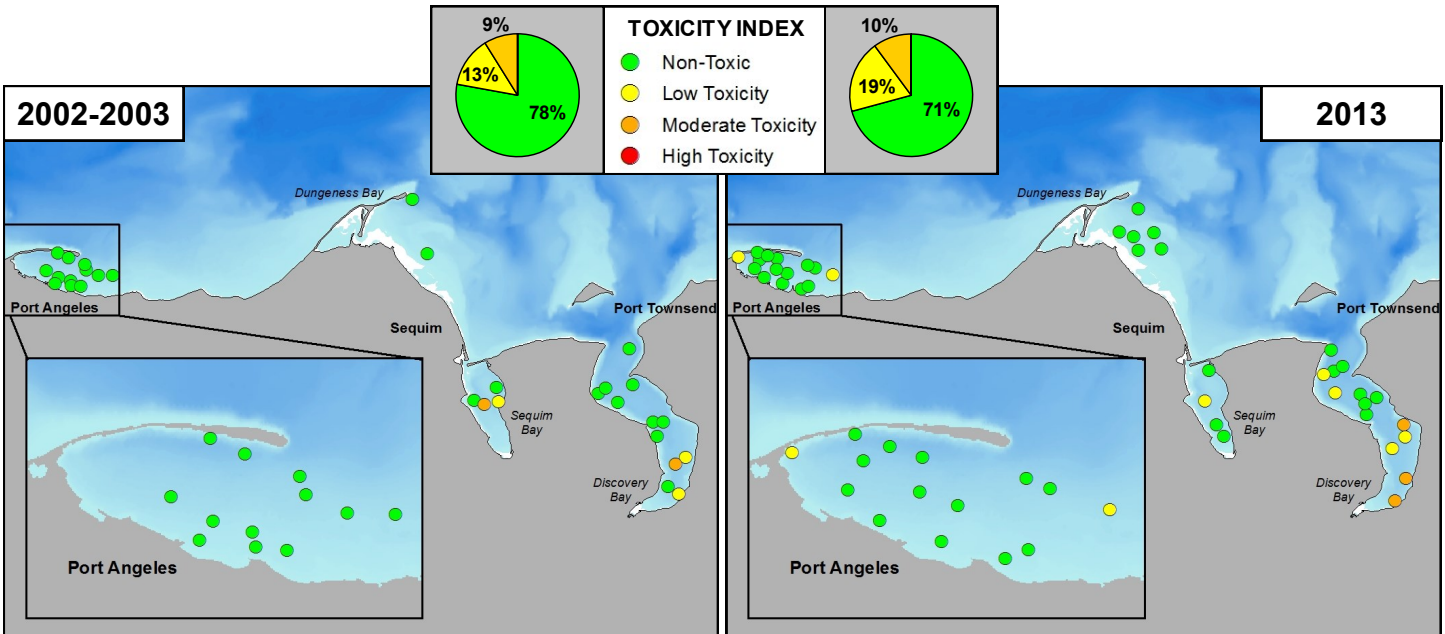 9%
13%
78%
TOXICITY INDEX
Non-Toxic
Low Toxicity
Moderate Toxicity
High Toxicity
10%
19%
71%
2002-2003
Dungeness Bay
Port Angeles
Sequim
Port Townsend
Sequim
Bay
Discovery
Bay
Port Angeles
2013
Dungeness Bay
Port Angeles
Sequim
Port Townsend
Sequim
Bay
Discovery
Bay
Port Angeles